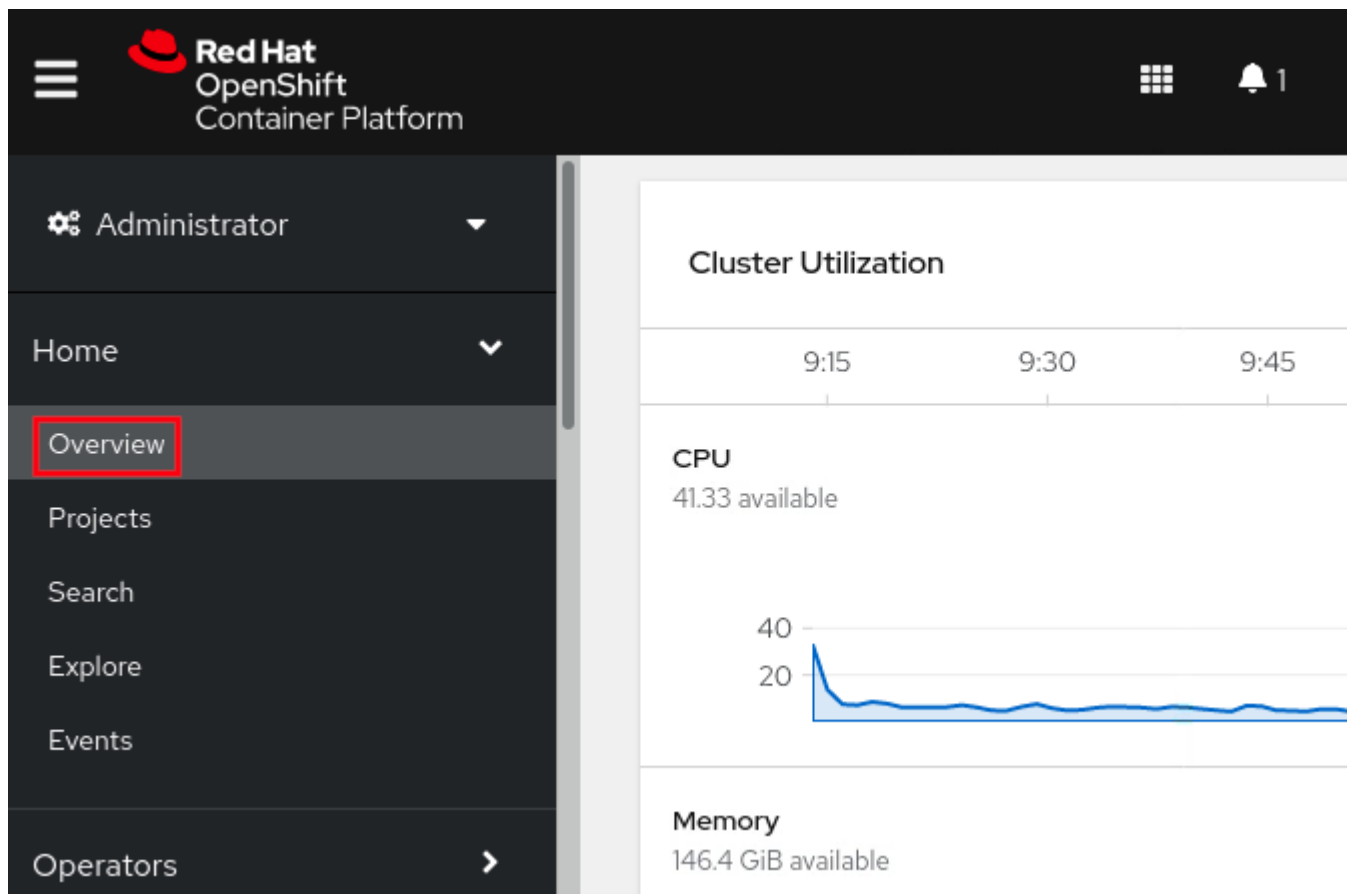 Red Hat
OpenShift
Container Platform
1
Administrator
Home
Overview
Projects
Search
Explore
Events
Operators
Cluster Utilization
9:15 9:30 9:45
CPU
41.33 available
40
20
Memory
146.4 GiB available